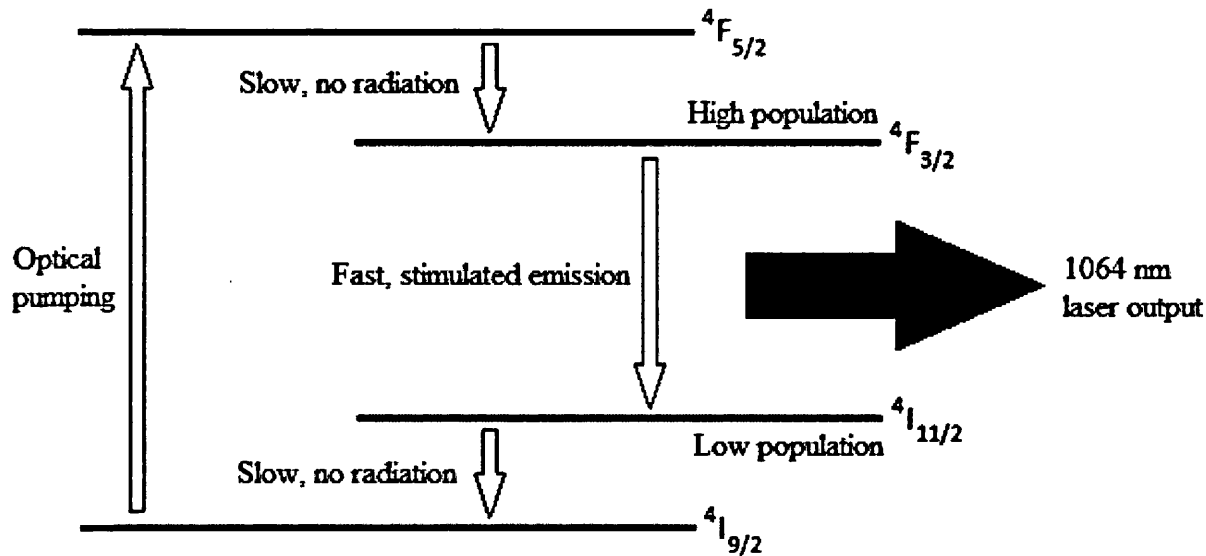 ⁴F₅/₂
Slow, no radiation
High population
⁴F₃/₂
Optical
pumping
Fast, stimulated emission
1064 nm
laser output
⁴I₁₁/₂
Low population
Slow, no radiation
⁴I₉/₂